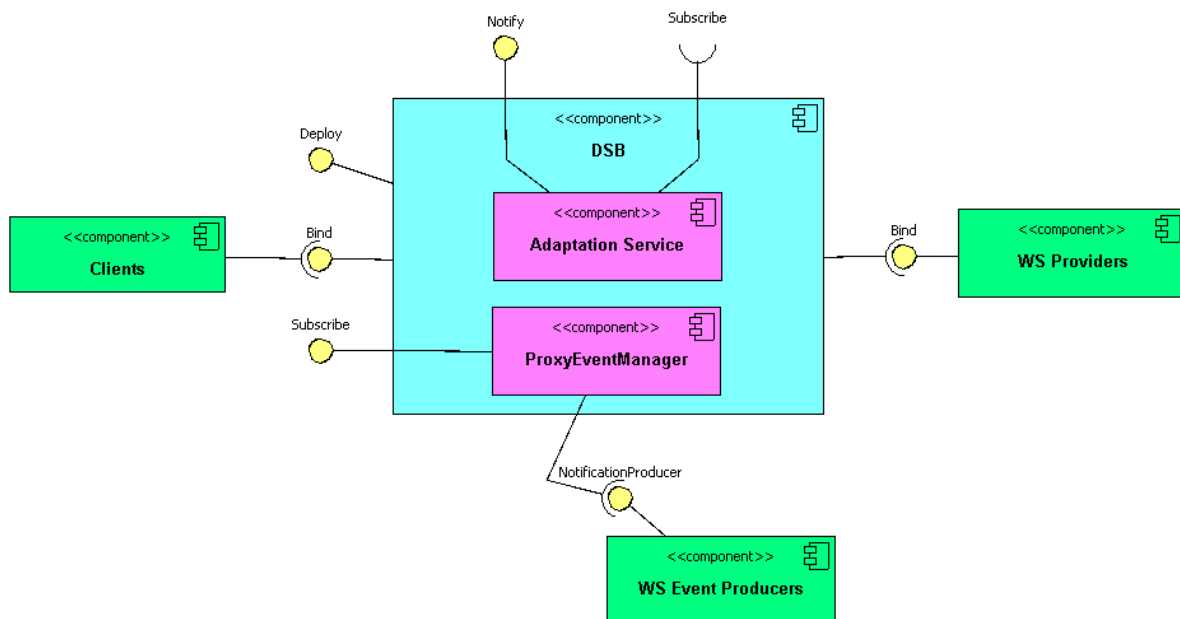 Notify
Subscribe
<<component>>
DSB
Deploy
<<component>>
Adaptation Service
<<component>>
Clients
Bind
Bind
<<component>>
WS Providers
Subscribe
<<component>>
ProxyEventManager
NotificationProducer
<<component>>
WS Event Producers